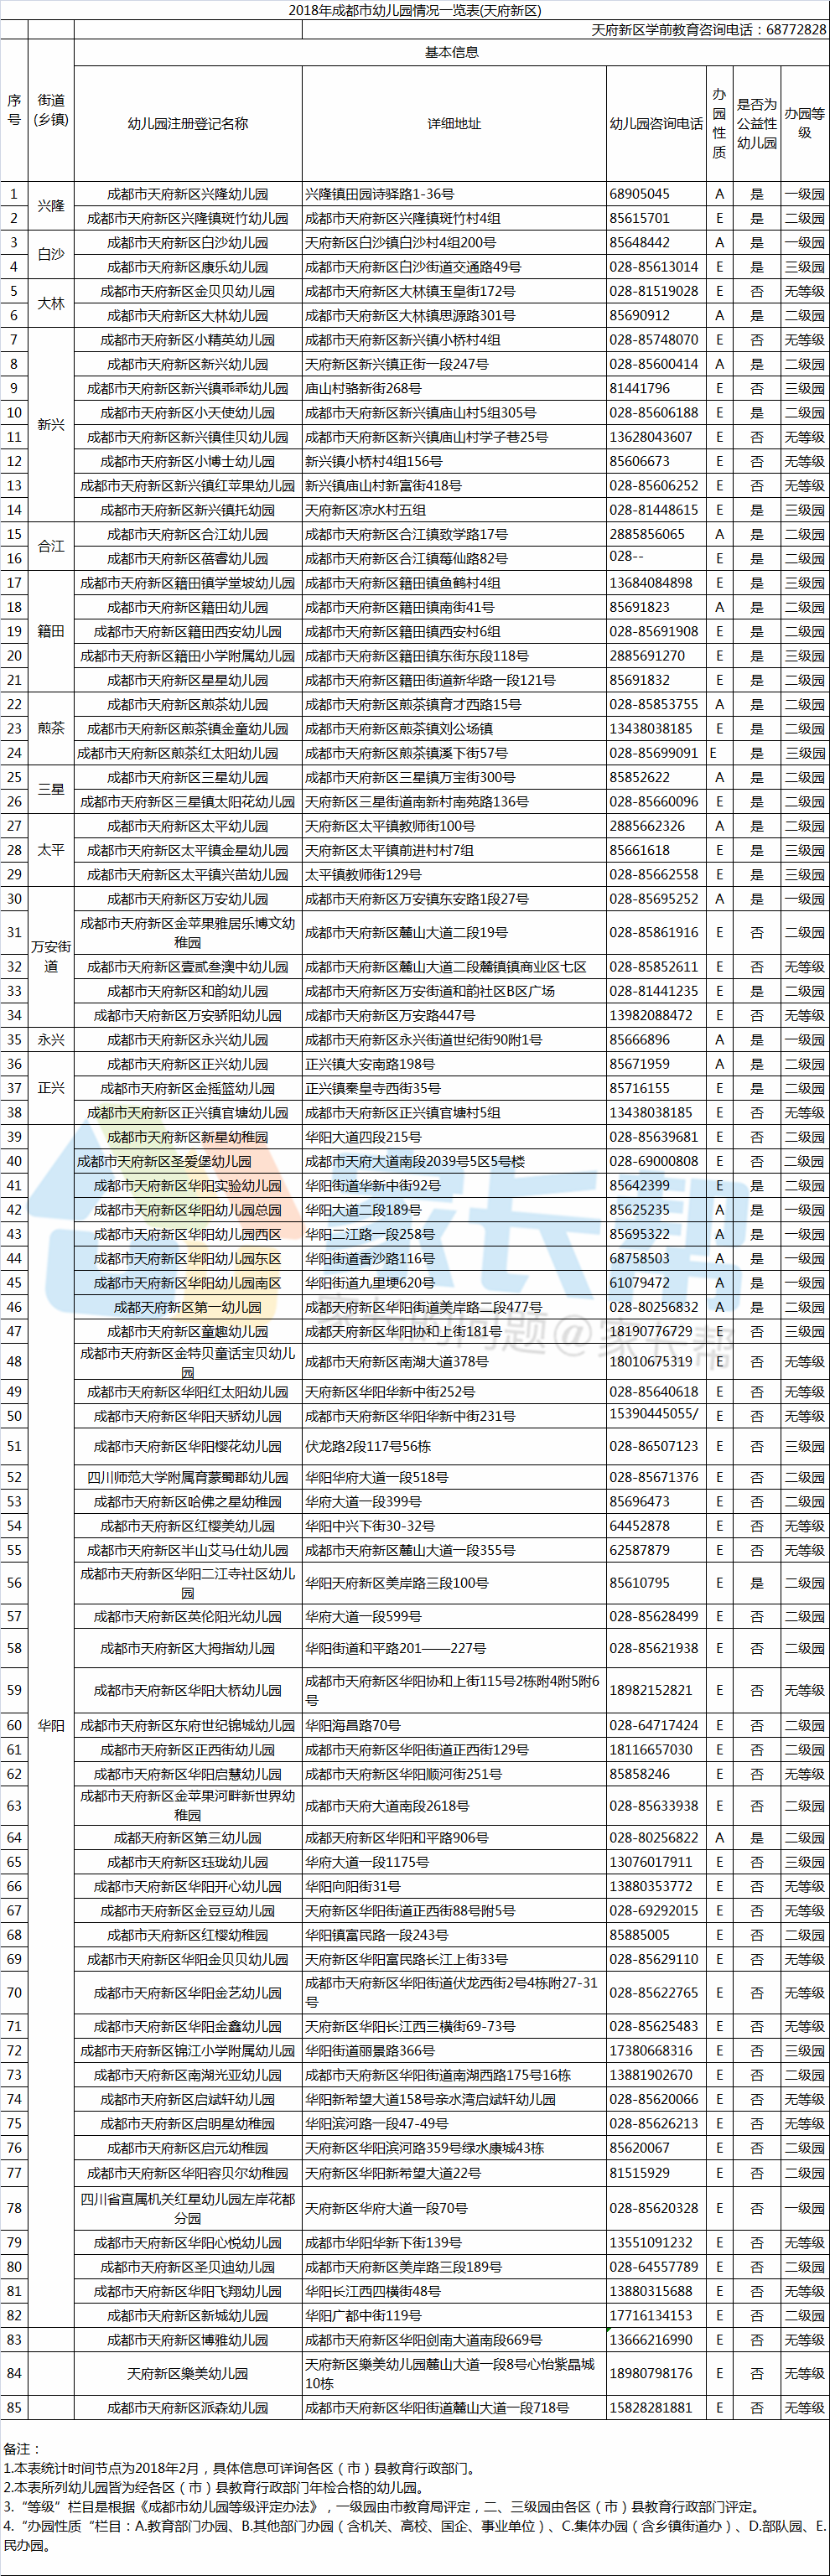 2018年成都市幼儿园情况一览表(天府新区)
天府新区学前教育咨询电话：68772828
序号 街道(乡镇) 基本信息
幼儿园注册登记名称 详细地址 幼儿园咨询电话 办园性质 是否为公益性幼儿园 办园等级
1 兴隆 成都市天府新区兴隆幼儿园 兴隆镇田园诗驿路1-36号 68905045 A 是 一级园
2 成都市天府新区兴隆镇斑竹幼儿园 成都市天府新区兴隆镇斑竹村4组 85615701 E 是 二级园
3 白沙 成都市天府新区白沙幼儿园 天府新区白沙镇白沙村4组200号 85648442 A 是 一级园
4 成都市天府新区康乐幼儿园 成都市天府新区白沙街道交通路49号 028-85613014 E 是 三级园
5 大林 成都市天府新区金贝贝幼儿园 成都市天府新区大林镇玉皇街172号 028-81519028 E 否 无等级
6 成都市天府新区大林幼儿园 成都市天府新区大林镇思源路301号 85690912 A 是 二级园
7 新兴 成都市天府新区小精英幼儿园 成都市天府新区新兴镇小桥村4组 028-85748070 E 否 无等级
8 成都市天府新区新兴幼儿园 天府新区新兴镇正街一段247号 028-85600414 A 是 二级园
9 成都市天府新区新兴镇乖乖幼儿园 庙山村骆新街268号 81441796 E 否 三级园
10 成都市天府新区小天使幼儿园 成都市天府新区新兴镇庙山村5组305号 028-85606188 E 是 二级园
11 成都市天府新区新兴镇佳贝幼儿园 成都市天府新区新兴镇庙山村学子巷25号 13628043607 E 否 无等级
12 成都市天府新区小博士幼儿园 新兴镇小桥村4组156号 85606673 E 否 无等级
13 成都市天府新区新兴镇红苹果幼儿园 新兴镇庙山村新富街418号 028-85606252 E 否 无等级
14 成都市天府新区新兴镇托幼园 天府新区凉水村五组 028-81448615 E 是 三级园
15 合江 成都市天府新区合江幼儿园 成都市天府新区合江镇致学路17号 2885856065 A 是 二级园
16 成都市天府新区蓓睿幼儿园 成都市天府新区合江镇莓仙路82号 028-- E 是 二级园
17 籍田 成都市天府新区籍田镇学堂坡幼儿园 成都市天府新区籍田镇鱼鹤村4组 13684084898 E 是 三级园
18 成都市天府新区籍田幼儿园 成都市天府新区籍田镇南街41号 85691823 A 是 二级园
19 成都市天府新区籍田西安幼儿园 成都市天府新区籍田镇西安村6组 028-85691908 E 是 二级园
20 成都市天府新区籍田小学附属幼儿园 成都市天府新区籍田镇东街东段118号 2885691270 E 是 三级园
21 成都市天府新区星星幼儿园 成都市天府新区籍田街道新华路一段121号 85691832 E 是 二级园
22 煎茶 成都市天府新区煎茶幼儿园 成都市天府新区煎茶镇育才西路15号 028-85853755 A 是 二级园
23 成都市天府新区煎茶镇金童幼儿园 成都市天府新区煎茶镇刘公场镇 13438038185 E 是 二级园
24 成都市天府新区煎茶红太阳幼儿园 成都市天府新区煎茶镇溪下街57号 028-85699091 E 是 三级园
25 三星 成都市天府新区三星幼儿园 成都市天府新区三星镇万宝街300号 85852622 A 是 二级园
26 成都市天府新区三星镇太阳花幼儿园 天府新区三星街道南新村南苑路136号 028-85660096 E 是 三级园
27 太平 成都市天府新区太平幼儿园 天府新区太平镇教师街100号 2885662326 A 是 二级园
28 成都市天府新区太平镇金星幼儿园 天府新区太平镇前进村村7组 85661618 E 是 三级园
29 成都市天府新区太平镇兴苗幼儿园 太平镇教师街129号 028-85662558 E 是 三级园
30 万安街道 成都市天府新区万安幼儿园 成都市天府新区万安镇东安路1段27号 028-85695252 A 是 一级园
31 成都市天府新区金苹果雅居乐博文幼稚园 成都市天府新区麓山大道二段19号 028-85861916 E 否 二级园
32 成都市天府新区壹贰叁澳中幼儿园 成都市天府新区麓山大道二段麓镇镇商业区七区 028-85852611 E 否 无等级
33 成都市天府新区和韵幼儿园 成都市天府新区万安街道和韵社区B区广场 028-81441235 E 是 二级园
34 成都市天府新区万安骄阳幼儿园 成都市天府新区万安路447号 13982088472 E 否 无等级
35 永兴 成都市天府新区永兴幼儿园 成都市天府新区永兴街道世纪街90附1号 85666896 A 是 一级园
36 正兴 成都市天府新区正兴幼儿园 正兴镇大安南路198号 85671959 A 是 二级园
37 成都市天府新区金摇篮幼儿园 正兴镇秦皇寺西街35号 85716155 E 是 二级园
38 成都市天府新区正兴镇官塘幼儿园 成都市天府新区正兴镇官塘村5组 13438038185 E 否 无等级
39 成都市天府新区新星幼稚园 华阳大道四段215号 028-85639681 E 否 二级园
40 成都市天府新区圣爱堡幼儿园 成都市天府大道南段2039号5区5号楼 028-69000808 E 否 二级园
41 成都市天府新区华阳实验幼儿园 华阳街道华新中街92号 85642399 E 是 二级园
42 成都市天府新区华阳幼儿园总园 华阳大道二段189号 85625235 A 是 一级园
43 成都市天府新区华阳幼儿园西区 华阳二江路一段258号 85695322 A 是 一级园
44 成都市天府新区华阳幼儿园东区 华阳街道香沙路116号 68758503 A 是 一级园
45 成都市天府新区华阳幼儿园南区 华阳街道九里埂620号 61079472 A 是 一级园
46 成都市天府新区第一幼儿园 成都市天府新区华阳街道美岸路二段477号 028-80256832 A 是 二级园
47 成都市天府新区童趣幼儿园 成都市天府新区华阳协和上街181号 18190776729 E 否 三级园
48 成都市天府新区金特贝童话宝贝幼儿园 成都市天府新区南湖大道378号 18010675319 E 否 无等级
49 成都市天府新区华阳红太阳幼儿园 天府新区华阳华新中街252号 028-85640618 E 否 无等级
50 成都市天府新区华阳天骄幼儿园 成都市天府新区华阳华新中街231号 15390445055/ E 否 无等级
51 成都市天府新区华阳樱花幼儿园 伏龙路2段117号56栋 028-86507123 E 否 三级园
52 四川师范大学附属育蒙蜀郡幼儿园 华阳华府大道一段518号 028-85671376 E 否 二级园
53 成都市天府新区哈佛之星幼稚园 华府大道一段399号 85696473 E 否 二级园
54 成都市天府新区红樱美幼儿园 华阳中兴下街30-32号 64452878 E 否 无等级
55 成都市天府新区半山艾马仕幼儿园 成都市天府新区麓山大道一段355号 62587879 E 否 无等级
56 成都市天府新区华阳二江寺社区幼儿园 华阳天府新区美岸路三段100号 85610795 E 是 二级园
57 成都市天府新区英伦阳光幼儿园 华府大道一段599号 028-85628499 E 否 二级园
58 成都市天府新区大拇指幼儿园 华阳街道和平路201——227号 028-85621938 E 否 二级园
59 成都市天府新区华阳大桥幼儿园 成都市天府新区华阳协和上街115号2栋附4附5附6号 18982152821 E 否 无等级
60 华阳 成都市天府新区东府世纪锦城幼儿园 华阳海昌路70号 028-64717424 E 否 二级园
61 成都市天府新区正西街幼儿园 成都市天府新区华阳街道正西街129号 18116657030 E 否 二级园
62 成都市天府新区华阳启慧幼儿园 成都市天府新区华阳顺河街251号 85858246 E 否 无等级
63 成都市天府新区金苹果河畔新世界幼稚园 成都市天府大道南段2618号 028-85633938 E 否 二级园
64 成都天府新区第三幼儿园 成都天府新区华阳和平路906号 028-80256822 A 是 二级园
65 成都市天府新区珏珑幼儿园 华府大道一段1175号 13076017911 E 否 三级园
66 成都市天府新区华阳开心幼儿园 华阳向阳街31号 13880353772 E 否 无等级
67 成都市天府新区金豆豆幼儿园 天府新区华阳街道正西街88号附5号 028-69292015 E 否 无等级
68 成都市天府新区红樱幼稚园 华阳镇富民路一段243号 85885005 E 否 二级园
69 成都市天府新区华阳金贝贝幼儿园 天府新区华阳富民路长江上街33号 028-85629110 E 否 无等级
70 成都市天府新区华阳金艺幼儿园 成都市天府新区华阳街道伏龙西街2号4栋附27-31号 028-85622765 E 否 无等级
71 成都市天府新区华阳金鑫幼儿园 天府新区华阳长江西三横街69-73号 028-85625483 E 否 无等级
72 成都市天府新区锦江小学附属幼儿园 华阳街道丽景路366号 17380668316 E 否 三级园
73 成都市天府新区南湖光亚幼儿园 成都市天府新区华阳街道南湖西路175号16栋 13881902670 E 否 二级园
74 成都市天府新区启斌轩幼儿园 华阳新希望大道158号亲水湾启斌轩幼儿园 028-85620066 E 否 无等级
75 成都市天府新区启明星幼稚园 华阳滨河路一段47-49号 028-85626213 E 否 无等级
76 成都市天府新区启元幼稚园 天府新区华阳滨河路359号绿水康城43栋 85620067 E 否 二级园
77 成都市天府新区华阳容贝尔幼稚园 天府新区华阳新希望大道22号 81515929 E 否 二级园
78 四川省直属机关红星幼儿园左岸花都分园 天府新区华府大道一段70号 028-85620328 E 否 一级园
79 成都市天府新区华阳心悦幼儿园 成都市华阳华新下街139号 13551091232 E 否 无等级
80 成都市天府新区圣贝迪幼儿园 成都市天府新区美岸路三段189号 028-64557789 E 否 二级园
81 成都市天府新区华阳飞翔幼儿园 华阳长江西四横街48号 13880315688 E 否 无等级
82 成都市天府新区新城幼儿园 华阳广都中街119号 17716134153 E 否 二级园
83 成都市天府新区博雅幼儿园 成都市天府新区华阳剑南大道南段669号 13666216990 E 否 无等级
84 天府新区樂美幼儿园 天府新区樂美幼儿园麓山大道一段8号心怡紫晶城10栋 18980798176 E 否 无等级
85 成都市天府新区派森幼儿园 成都市天府新区华阳街道麓山大道一段718号 15828281881 E 否 无等级
家长帮
家长的问题@家长帮
备注：
1.本表统计时间节点为2018年2月，具体信息可详询各区（市）县教育行政部门。
2.本表所列幼儿园皆为经各区（市）县教育行政部门年检合格的幼儿园。
3.“等级”栏目是根据《成都市幼儿园等级评定办法》，一级园由市教育局评定，二、三级园由各区（市）县教育行政部门评定。
4.“办园性质“栏目：A.教育部门办园、B.其他部门办园（含机关、高校、国企、事业单位）、C.集体办园（含乡镇街道办）、D.部队园、E.
民办园。